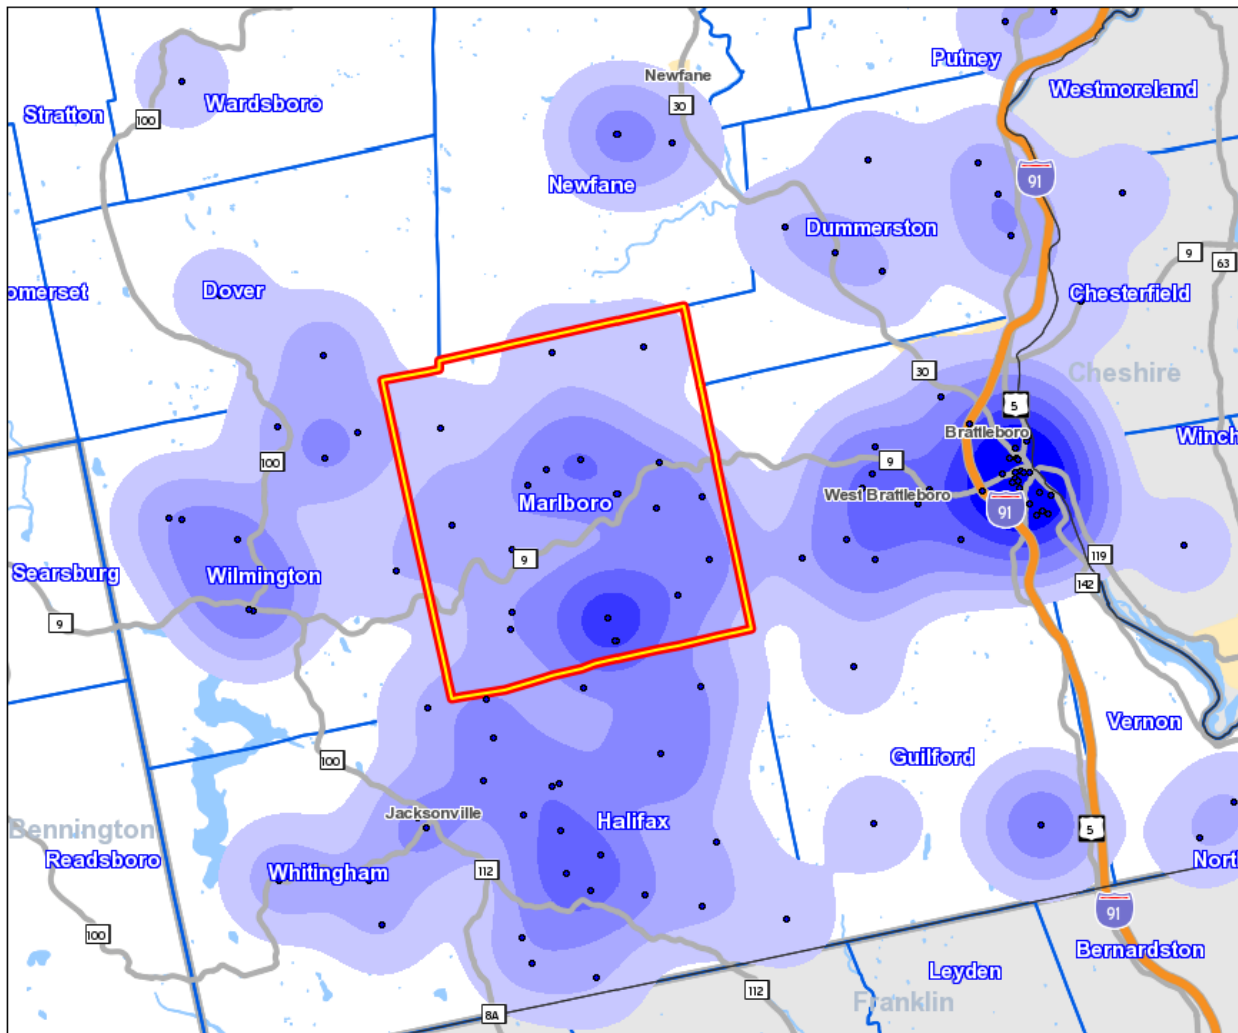 Putney
Newfane
Westmoreland
Wardsboro
30
Stratton
100
91
Newfane
Dummerston
9
63
omerset
Dover
Chesterfield
30
Cheshire
5
Brattleboro
Winch
100
9
West Brattleboro
Marlboro
91
9
119
Searsburg
Wilmington
142
9
Vernon
Guilford
100
Jacksonville
Halifax
Bennington
5
Readsboro
Whitingham
112
North
91
100
Bernardston
Leyden
112
Franklin
8A